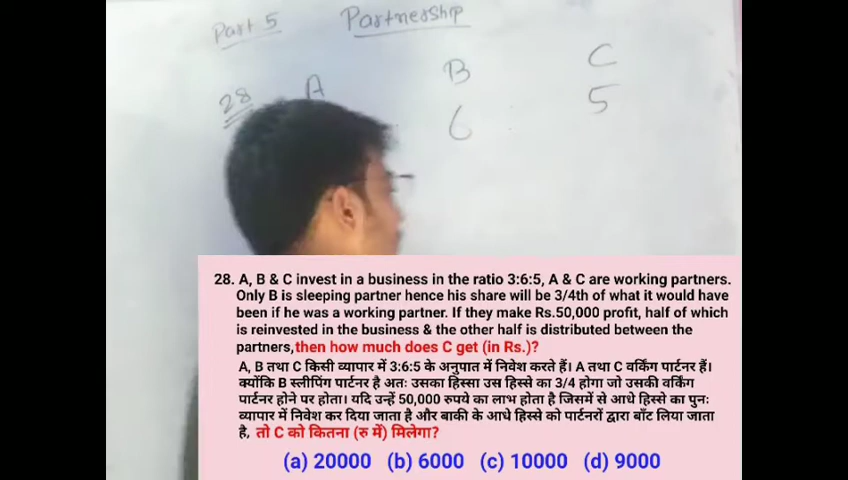 Part 5 Partnership
28 A B C
6 5
28. A, B & C invest in a business in the ratio 3:6:5, A & C are working partners.
Only B is sleeping partner hence his share will be 3/4th of what it would have
been if he was a working partner. If they make Rs.50,000 profit, half of which
is reinvested in the business & the other half is distributed between the
partners,then how much does C get (in Rs.)?
A, B तथा C किसी व्यापार में 3:6:5 के अनुपात में निवेश करते हैं। A तथा C वर्किंग पार्टनर हैं।
क्योंकि B स्लीपिंग पार्टनर है अतः उसका हिस्सा उस हिस्से का 3/4 होगा जो उसकी वर्किंग
पार्टनर होने पर होता। यदि उन्हें 50,000 रुपये का लाभ होता है जिसमें से आधे हिस्से का पुनः
व्यापार में निवेश कर दिया जाता है और बाकी के आधे हिस्से को पार्टनरों द्वारा बाँट लिया जाता
है, तो C को कितना (रु में) मिलेगा?
(a) 20000 (b) 6000 (c) 10000 (d) 9000